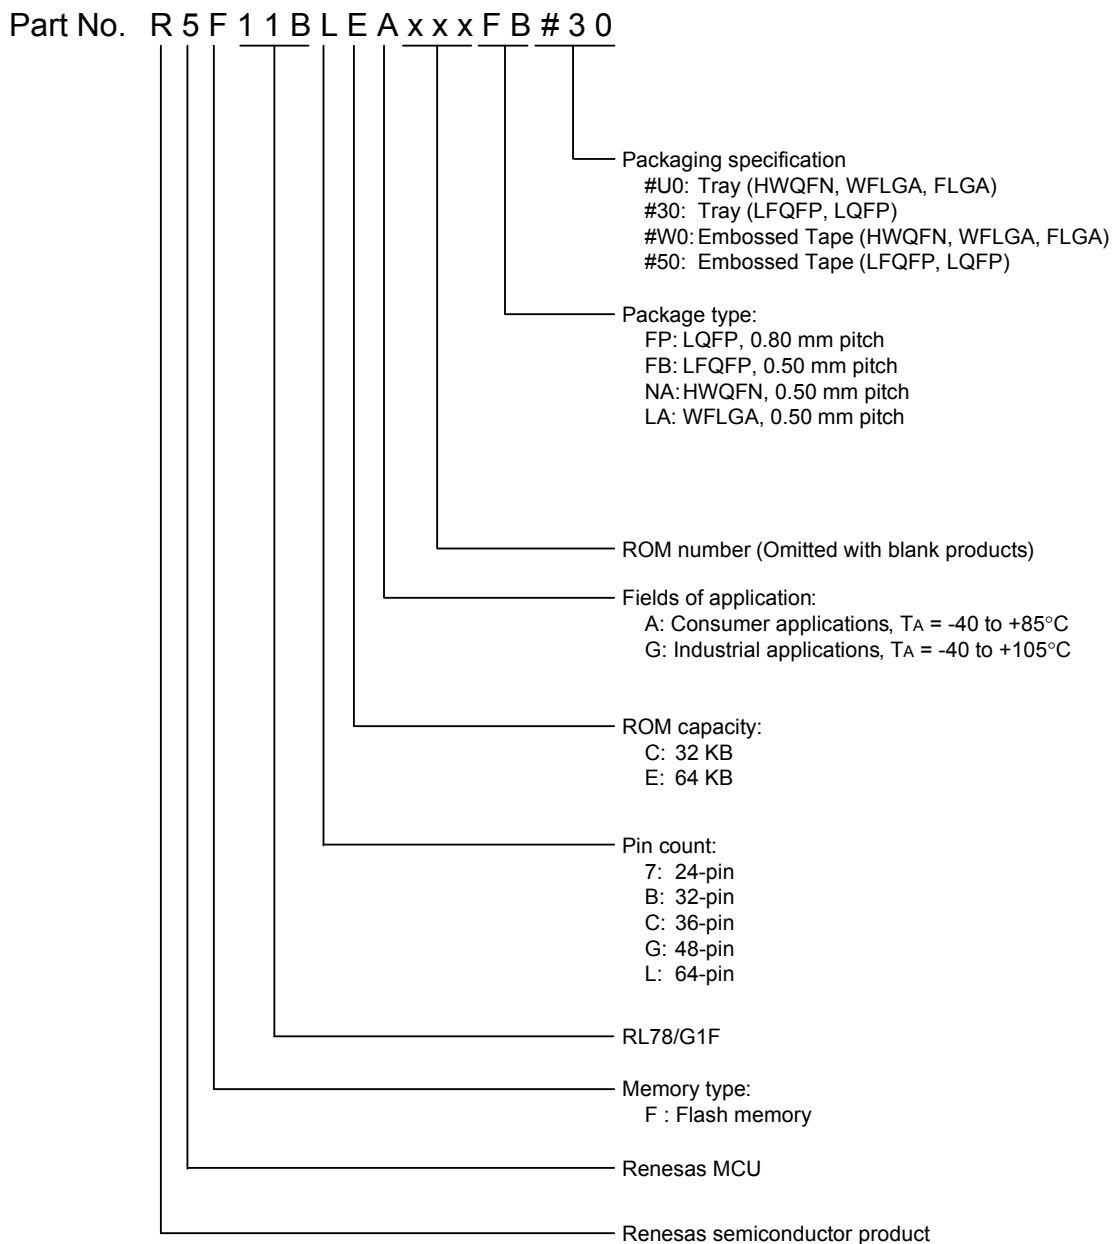 Part No. R 5 F 1 1 B L E A x x x F B # 3 0
Packaging specification
#U0: Tray (HWQFN, WFLGA, FLGA)
#30: Tray (LFQFP, LQFP)
#W0: Embossed Tape (HWQFN, WFLGA, FLGA)
#50: Embossed Tape (LFQFP, LQFP)
Package type:
FP: LQFP, 0.80 mm pitch
FB: LFQFP, 0.50 mm pitch
NA: HWQFN, 0.50 mm pitch
LA: WFLGA, 0.50 mm pitch
ROM number (Omitted with blank products)
Fields of application:
A: Consumer applications, TA = -40 to +85°C
G: Industrial applications, TA = -40 to +105°C
ROM capacity:
C: 32 KB
E: 64 KB
Pin count:
7: 24-pin
B: 32-pin
C: 36-pin
G: 48-pin
L: 64-pin
RL78/G1F
Memory type:
F : Flash memory
Renesas MCU
Renesas semiconductor product